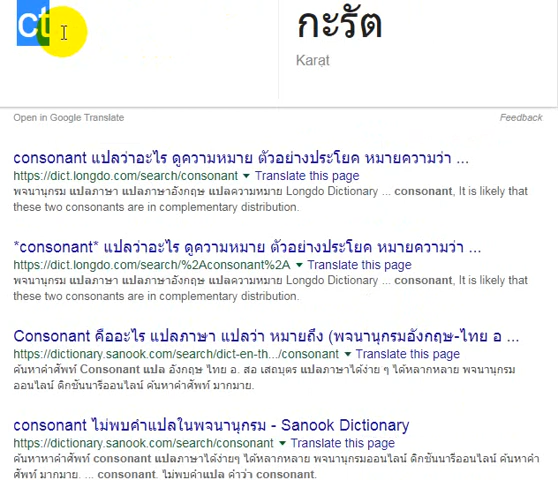 ct
กะรัต
Karạt
Open in Google Translate
Feedback
consonant แปลว่าอะไร ดูความหมาย ตัวอย่างประโยค หมายความว่า ...
https://dict.longdo.com/search/consonant ▼ Translate this page
พจนานุกรม แปลภาษา แปลภาษาอังกฤษ แปลความหมาย Longdo Dictionary ... consonant, It is likely that
these two consonants are in complementary distribution.
*consonant* แปลว่าอะไร ดูความหมาย ตัวอย่างประโยค หมายความว่า ...
https://dict.longdo.com/search/%2Aconsonant%2A ▼ Translate this page
พจนานุกรม แปลภาษา แปลภาษาอังกฤษ แปลความหมาย Longdo Dictionary ... consonant, It is likely that
these two consonants are in complementary distribution.
Consonant คืออะไร แปลภาษา แปลว่า หมายถึง (พจนานุกรมอังกฤษ-ไทย อ ...
https://dictionary.sanook.com/search/dict-en-th.../consonant ▼ Translate this page
ค้นหาคำศัพท์ Consonant แปล อังกฤษ ไทย อ. สอ เสถบุตร แปลภาษาได้ง่าย ๆ ได้หลากหลาย พจนานุกรม
ออนไลน์ ดิกชันนารีออนไลน์ ค้นหาคำศัพท์ มากมาย.
consonant ไม่พบคำแปลในพจนานุกรม - Sanook Dictionary
https://dictionary.sanook.com/search/consonant ▼ Translate this page
ค้นหาหาคำศัพท์ consonant แปลภาษาได้ง่ายๆ ได้หลากหลาย พจนานุกรมออนไลน์ ดิกชันนารีออนไลน์ ค้นหาคำ
ศัพท์ มากมาย. ... consonant. ไม่พบคำแปล คำว่า consonant.